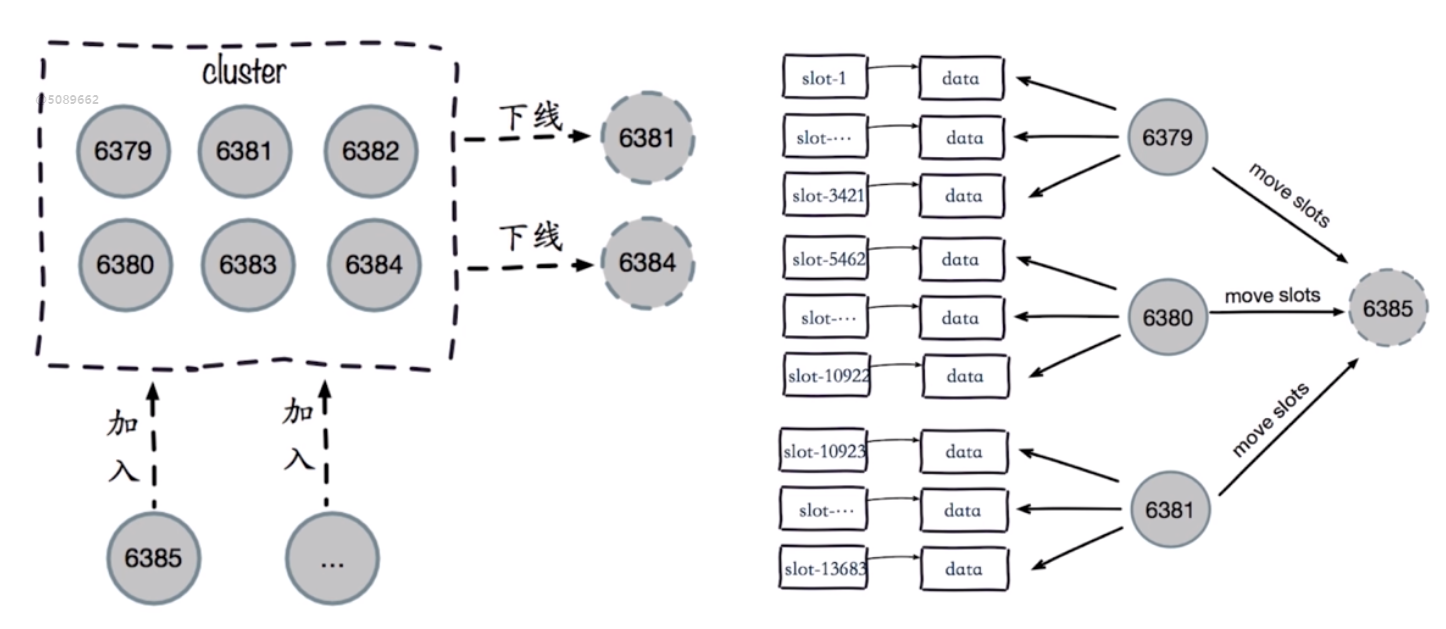 cluster
@5089662
6379
6381
6382
6380
6383
6384
下线
6381
下线
6384
加入
加入
6385
...
slot-1
data
slot-...
data
slot-3421
data
6379
move slots
slot-5462
data
slot-...
data
slot-10922
data
6380
move slots
6385
slot-10923
data
slot-...
data
slot-13683
data
6381
move slots